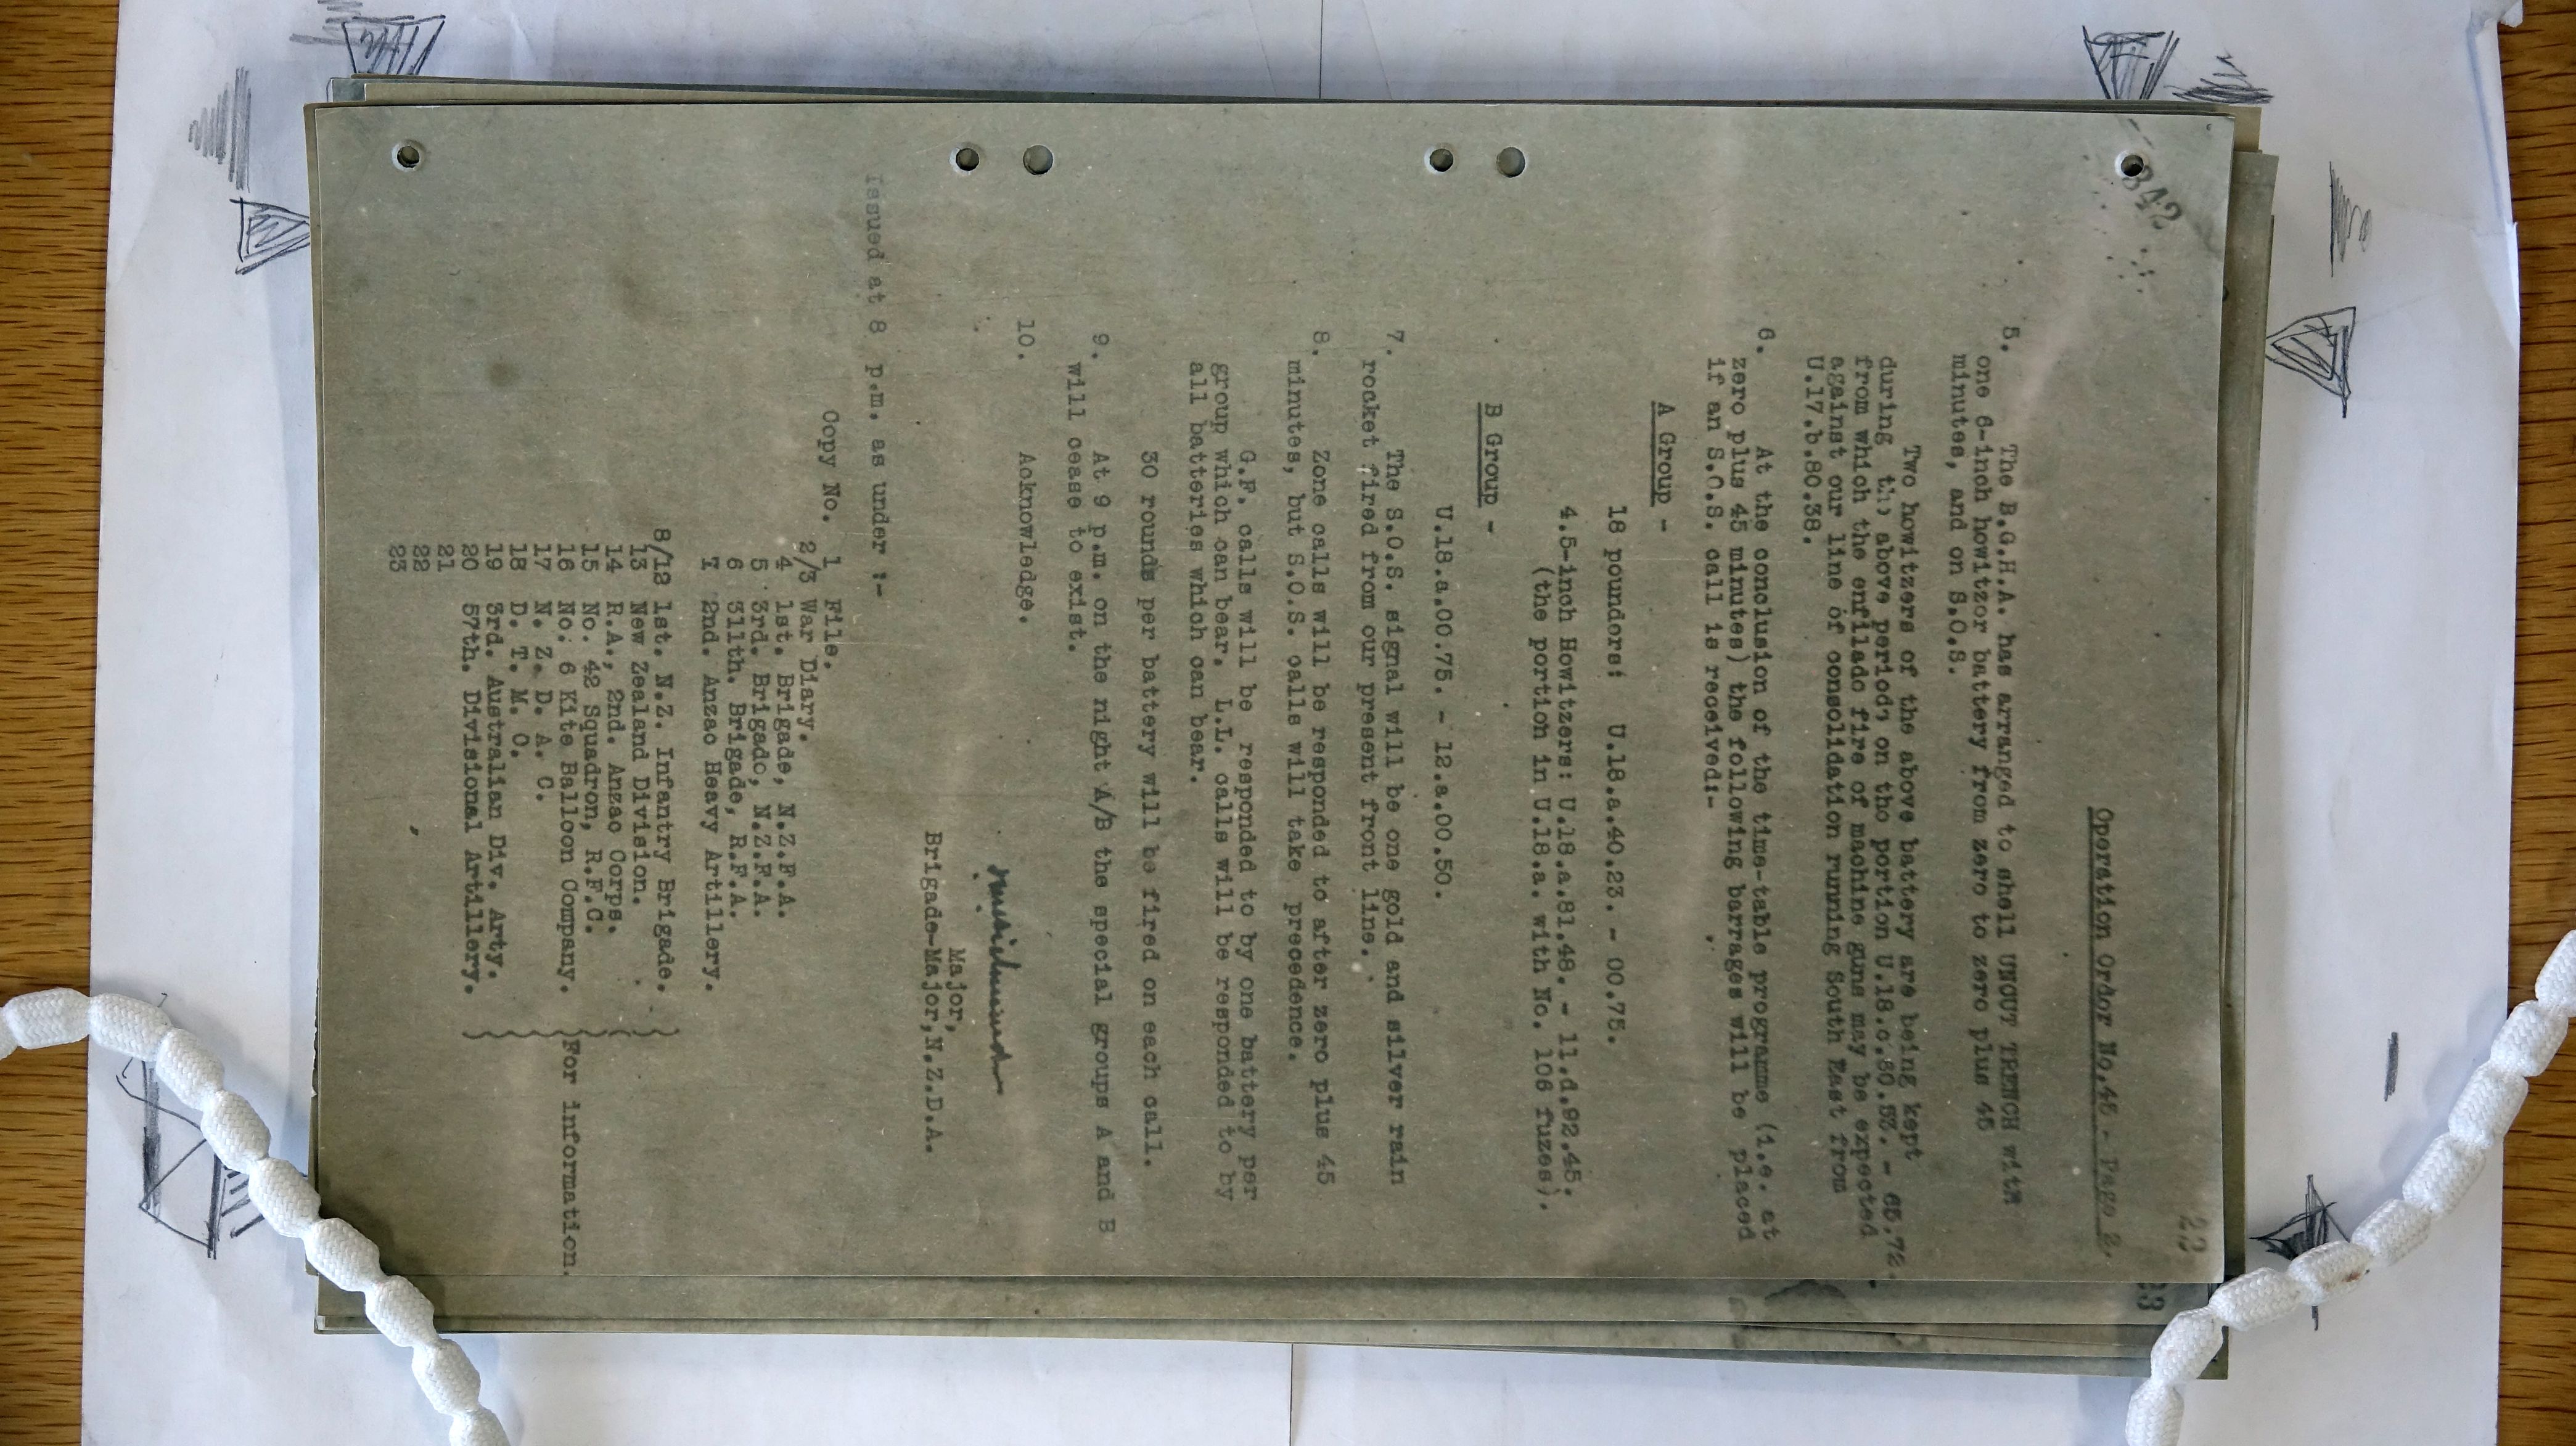 342
22
Operation Order No.45 - Page 2.
5. The B.G.H.A. has arranged to shell UNCUT TRENCH with
one 6-inch howitzer battery from zero to zero plus 45
minutes, and on S.O.S.
Two howitzers of the above battery are being kept
during the above period on the portion U.18.c. - 65.72.
from which the enfilade fire of machine guns may be expected
against our line of consolidation running South East from
U.17.b.80.38.
6. At the conclusion of the time-table programme (i.e. at
zero plus 45 minutes) the following barrages will be placed
if an S.O.S. call is received:-
A Group -
18 pounders: U.18.a.40.23. - 00.75.
4.5-inch Howitzers: U.18.a.81.48. - 11.d.92.45.
(the portion in U.18.a. with No. 106 fuzes).
B Group -
U.18.a.00.75. - 12.a.00.50.
7. The S.O.S. signal will be one gold and silver rain
rocket fired from our present front line.
8. Zone calls will be responded to after zero plus 45
minutes, but S.O.S. calls will take precedence.
G.F. calls will be responded to by one battery per
group which can bear. L.L. calls will be responded to by
all batteries which can bear.
30 rounds per battery will be fired on each call.
9. At 9 p.m. on the night A/B the special groups A and B
will cease to exist.
10. Acknowledge.
Major,
Brigade-Major, N.Z.D.A.
Issued at 8 p.m. as under :-
Copy No. 1 File.
2/3 War Diary.
4 1st. Brigade, N.Z.F.A.
5 3rd. Brigade, N.Z.F.A.
6 311th. Brigade, R.F.A.
7 2nd. Anzac Heavy Artillery.
8/12 1st. N.Z. Infantry Brigade.
13 New Zealand Division.
14 R.A., 2nd. Anzac Corps.
15 No. 42 Squadron, R.F.C.
16 No. 6 Kite Balloon Company. For information.
17 N. Z. D. A. C.
18 D. T. M. O.
19 3rd. Australian Div. Arty.
20 57th. Divisional Artillery.
21
22
23